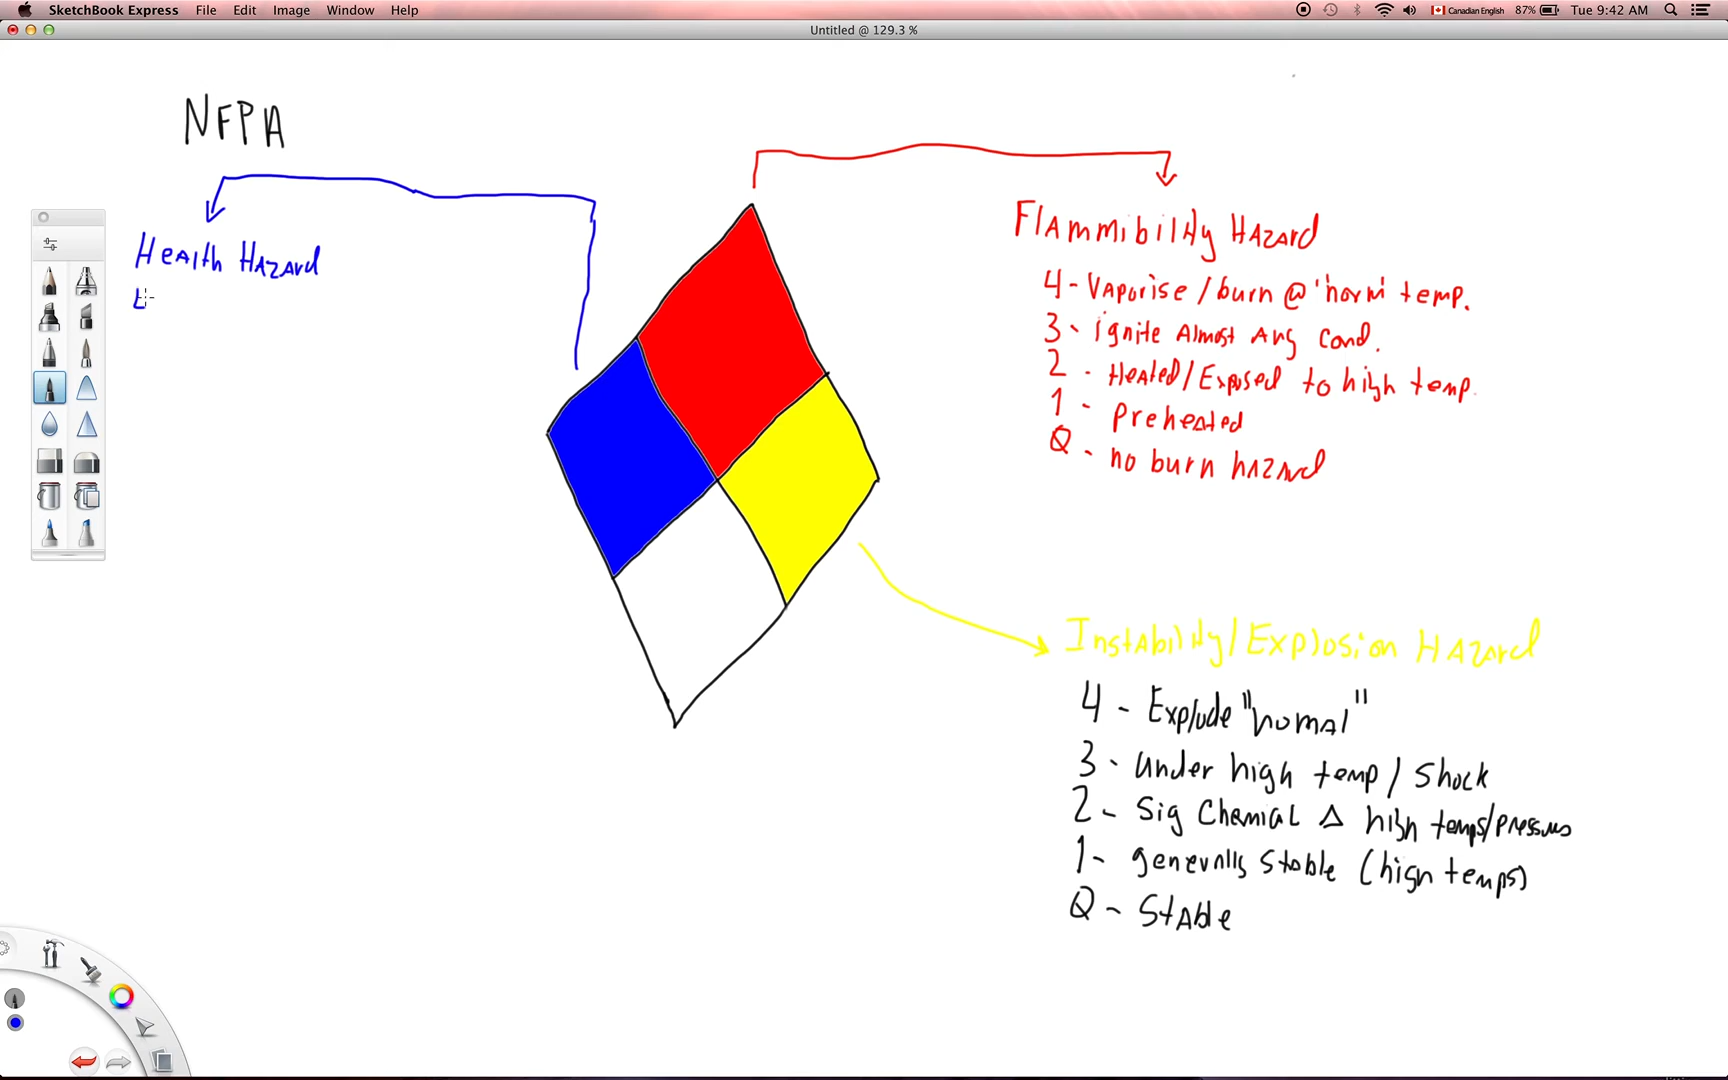 SketchBook Express File Edit Image Window Help Canadian English 87% Tue 9:42 AM
Untitled @ 129.3 %
NFPA
Health Hazard
Flammibility Hazard
4 - Vaporise / burn @ 'norm' temp.
3 - ignite Almost Any Cond.
2 - Heated/Exposed to high temp.
1 - Preheated
0 - no burn hazard
Instability/Explosion Hazard
4 - Explode "normal"
3 - Under high temp / Shock
2 - Sig Chemical Δ high temps/pressures
1 - generally Stable (high temps)
0 - Stable